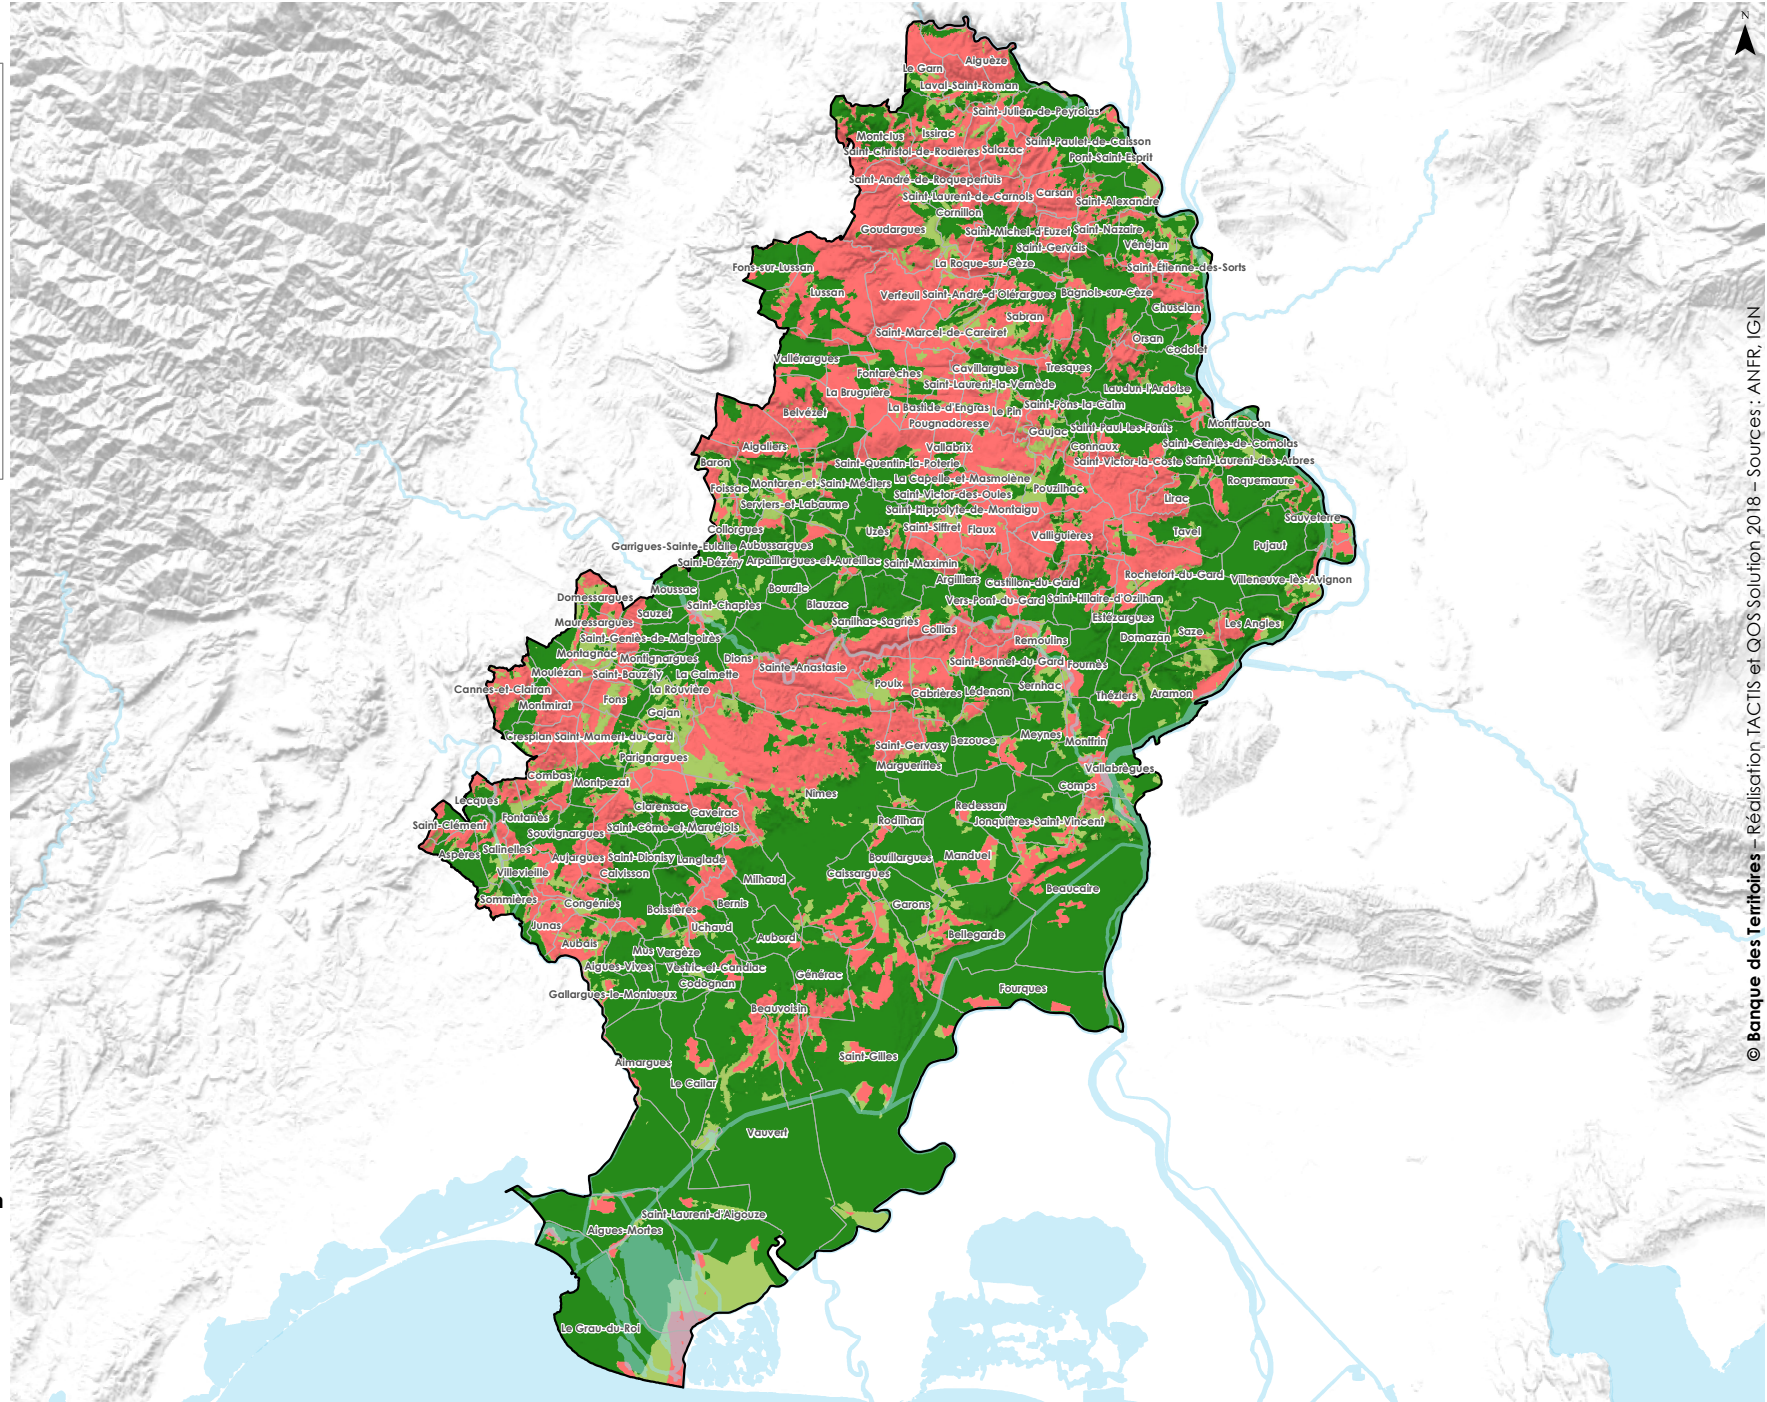 N
Le Garn
Aiguèze
Laval-Saint-Roman
Saint-Julien-de-Peyrolas
Montclus
Issirac
Saint-Paulet-de-Caisson
Saint-Christol-de-Rodières
Salazac
Pont-Saint-Esprit
Saint-André-de-Roquepertuis
Saint-Laurent-de-Carnols
Carsan
Saint-Alexandre
Cornillon
Goudargues
Saint-Michel-d'Euzet
Saint-Nazaire
Saint-Gervais
Vénéjan
La Roque-sur-Cèze
Saint-Étienne-des-Sorts
Fons-sur-Lussan
Lussan
Verfeuil
Saint-André-d'Olérargues
Bagnols-sur-Cèze
Chusclan
Sabran
Saint-Marcel-de-Careiret
Orsan
Codolet
Vallérargues
Fontarèches
Cavillargues
Tresques
Saint-Laurent-la-Vernède
Laudun-l'Ardoise
La Bruguière
Belvézet
La Bastide-d'Engras
Le Pin
Saint-Pons-la-Calm
Pougnadoresse
Gaujac
Saint-Paul-les-Fonts
Montfaucon
Aigaliers
Vallabrix
Connaux
Saint-Geniès-de-Comolas
Baron
Saint-Quentin-la-Poterie
Saint-Victor-la-Coste
Saint-Laurent-des-Arbres
Foissac
Montaren-et-Saint-Médiers
La Capelle-et-Masmolène
Pouzilhac
Roquemaure
Serviers-et-Labaume
Saint-Victor-des-Oules
Lirac
Saint-Hippolyte-de-Montaigu
Sauveterre
Collorgues
Uzès
Saint-Siffret
Flaux
Valliguières
Tavel
Garrigues-Sainte-Eulalie
Aubussargues
Pujaut
Saint-Dézéry
Arpaillargues-et-Aureillac
Saint-Maximin
Argilliers
Castillon-du-Gard
Rochefort-du-Gard
Villeneuve-lès-Avignon
Moussac
Bourdic
Domessargues
Saint-Chaptes
Blauzac
Vers-Pont-du-Gard
Saint-Hilaire-d'Ozilhan
Sauzet
Mauressargues
Sanilhac-Sagriès
Collias
Estézargues
Les Angles
Saint-Geniès-de-Malgoirès
Remoulins
Domazan
Saze
Montagnac
Montignargues
Dions
Sainte-Anastasie
Saint-Bonnet-du-Gard
Fournès
Moulézan
Saint-Bauzély
La Calmette
Cannes-et-Clairan
La Rouvière
Poulx
Cabrières
Lédenon
Sernhac
Théziers
Aramon
Montmirat
Fons
Gajan
Crespian
Saint-Mamert-du-Gard
Saint-Gervasy
Bezouce
Meynes
Montfrin
Parignargues
Marguerittes
Vallabrègues
Combas
Montpezat
Comps
Nîmes
Lecques
Clarensac
Caveirac
Redessan
Fontanès
Rodilhan
Jonquières-Saint-Vincent
Saint-Clément
Souvignargues
Saint-Côme-et-Maruéjols
Salinelles
Aspères
Aujargues
Saint-Dionisy
Langlade
Bouillargues
Manduel
Villevieille
Calvisson
Milhaud
Caissargues
Beaucaire
Sommières
Congénies
Boissières
Bernis
Garons
Junas
Uchaud
Aubord
Bellegarde
Aubais
Mus
Vergèze
Aigues-Vives
Vestric-et-Candiac
Générac
Codognan
Gallargues-le-Montueux
Fourques
Beauvoisin
Aimargues
Saint-Gilles
Le Cailar
Vauvert
Saint-Laurent-d'Aigouze
Aigues-Mortes
Le Grau-du-Roi
© Banque des Territoires – Réalisation TACTIS et QOSSolution 2018 – Sources : ANFR, IGN